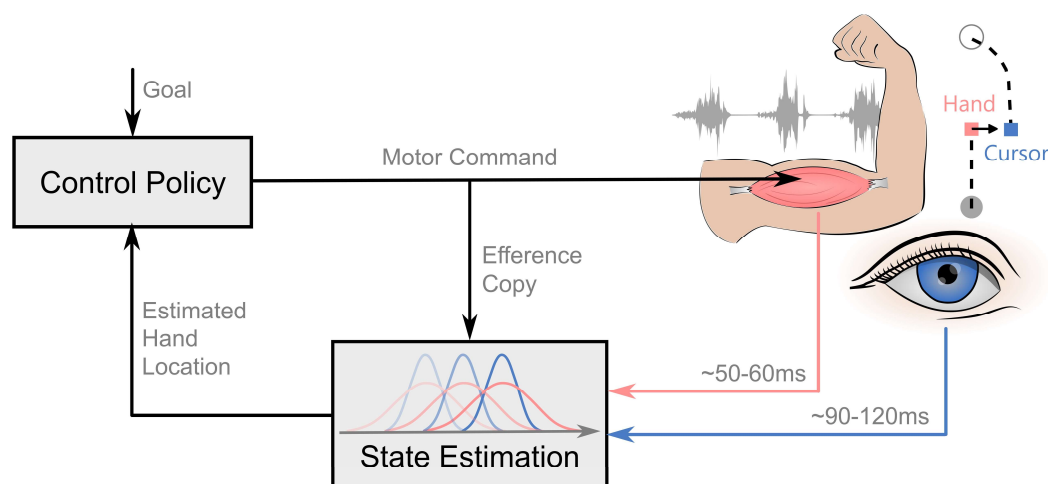 Goal
Control Policy
Motor Command
Hand
Cursor
Efference
Copy
Estimated
Hand
Location
~50-60ms
~90-120ms
State Estimation